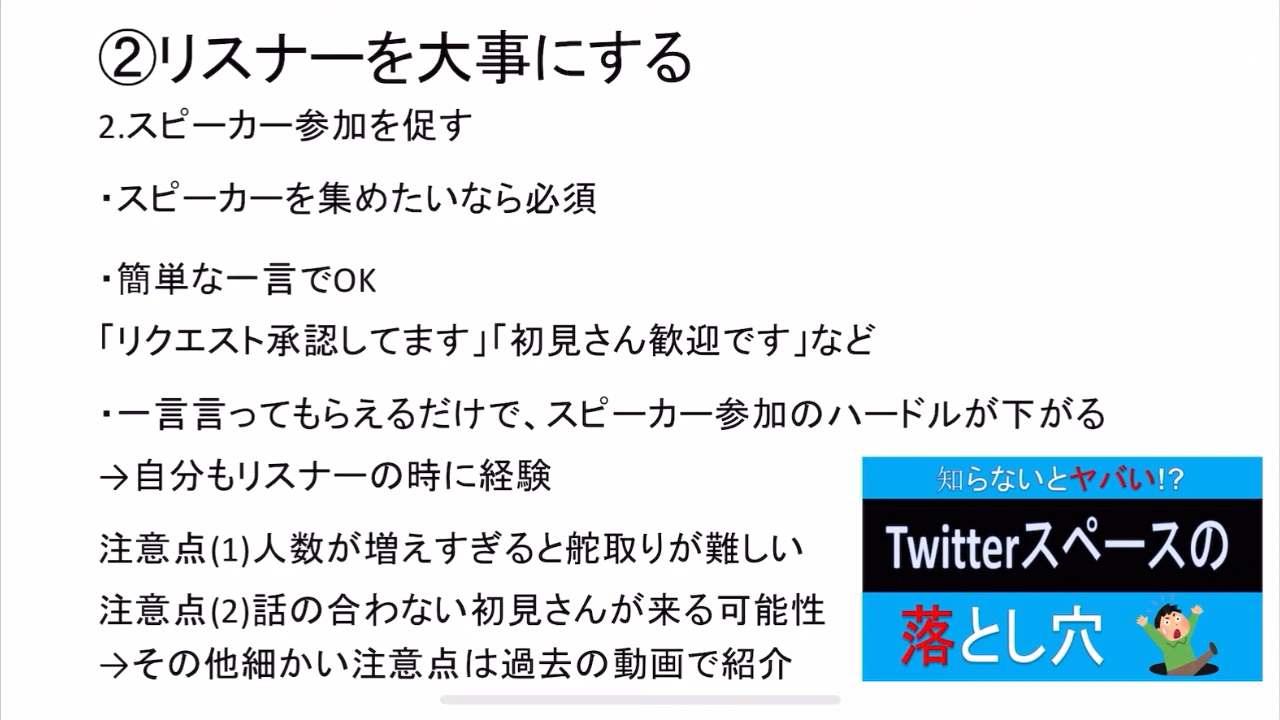 ②リスナーを大事にする
2.スピーカー参加を促す
・スピーカーを集めたいなら必須
・簡単な一言でOK
「リクエスト承認してます」「初見さん歓迎です」など
・一言言ってもらえるだけで、スピーカー参加のハードルが下がる
→自分もリスナーの時に経験
注意点(1)人数が増えすぎると舵取りが難しい
注意点(2)話の合わない初見さんが来る可能性
→その他細かい注意点は過去の動画で紹介
知らないとヤバい!?
Twitterスペースの
落とし穴